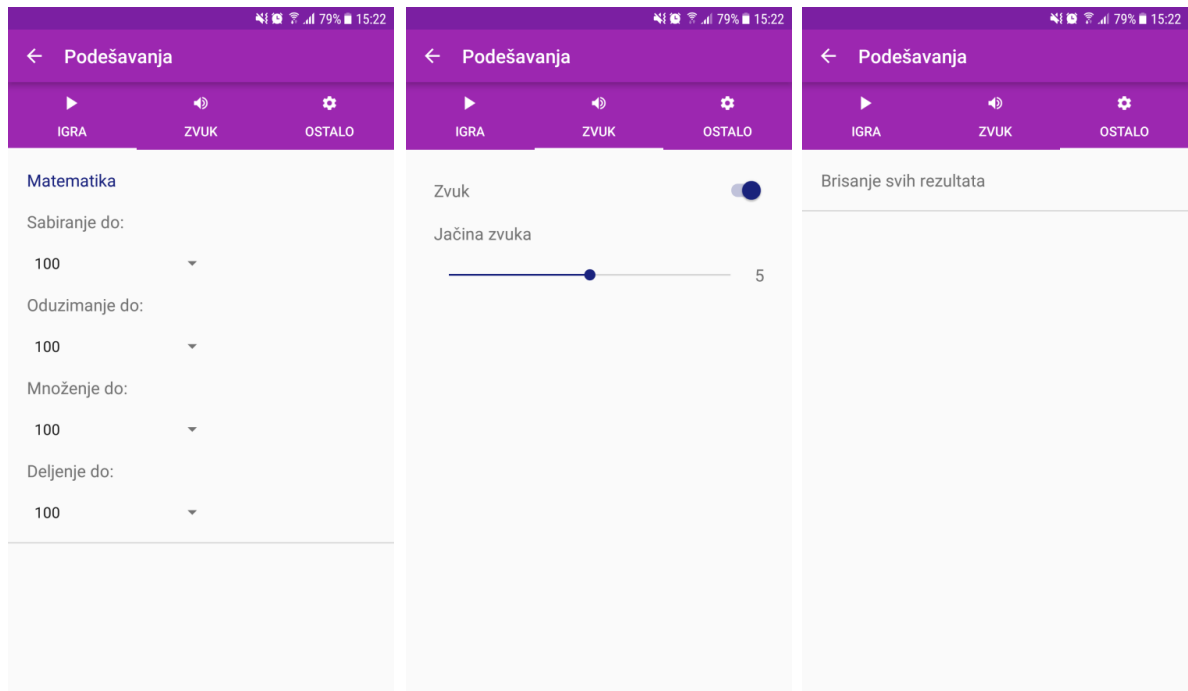 79% 15:22
Podešavanja
IGRA ZVUK OSTALO
Matematika
Sabiranje do:
100
Oduzimanje do:
100
Množenje do:
100
Deljenje do:
100
79% 15:22
Podešavanja
IGRA ZVUK OSTALO
Zvuk
Jačina zvuka
5
79% 15:22
Podešavanja
IGRA ZVUK OSTALO
Brisanje svih rezultata